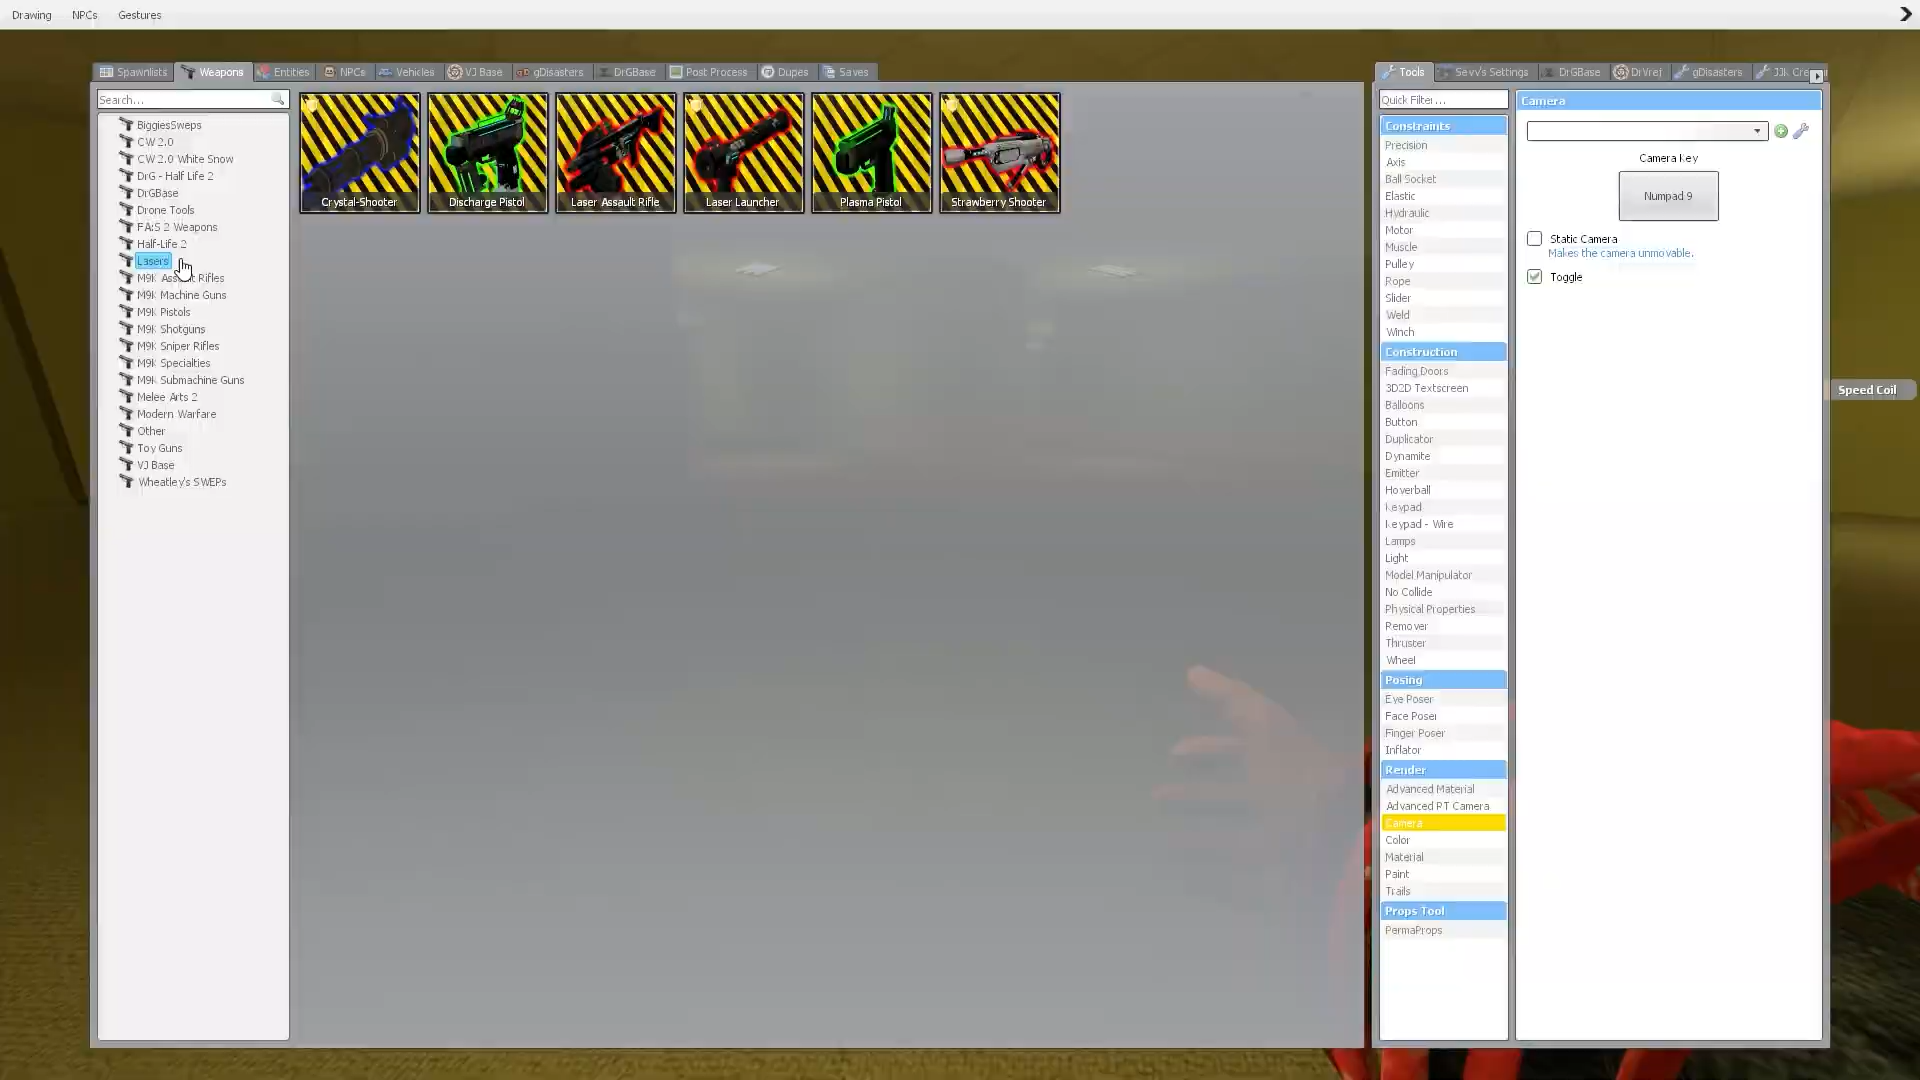 Drawing NPCs Gestures
Spawnlists Weapons Entities NPCs Vehicles VJ Base gDisasters DrGBase Post Process Dupes Saves
Search...
BiggiesSweps
CW 2.0
CW 2.0 White Snow
DrG - Half Life 2
DrGBase
Drone Tools
FA:S 2 Weapons
Half-Life 2
Lasers
M9K Assault Rifles
M9K Machine Guns
M9K Pistols
M9K Shotguns
M9K Sniper Rifles
M9K Specialties
M9K Submachine Guns
Melee Arts 2
Modern Warfare
Other
Toy Guns
VJ Base
Wheatley's SWEPs
Crystal-Shooter Discharge Pistol Laser Assault Rifle Laser Launcher Plasma Pistol Strawberry Shooter
Tools Sevv's Settings DrGBase DrVrej gDisasters JJk Cre
Quick Filter...
Constraints
Precision
Axis
Ball Socket
Elastic
Hydraulic
Motor
Muscle
Pulley
Rope
Slider
Weld
Winch
Construction
Fading Doors
3D2D Textscreen
Balloons
Button
Duplicator
Dynamite
Emitter
Hoverball
Keypad
Keypad - Wire
Lamps
Light
Model Manipulator
No Collide
Physical Properties
Remover
Thruster
Wheel
Posing
Eye Poser
Face Poser
Finger Poser
Inflator
Render
Advanced Material
Advanced PT Camera
Camera
Color
Material
Paint
Trails
Props Tool
PermaProps
Camera
Camera Key
Numpad 9
Static Camera
Makes the camera unmovable.
Toggle
Speed Coil